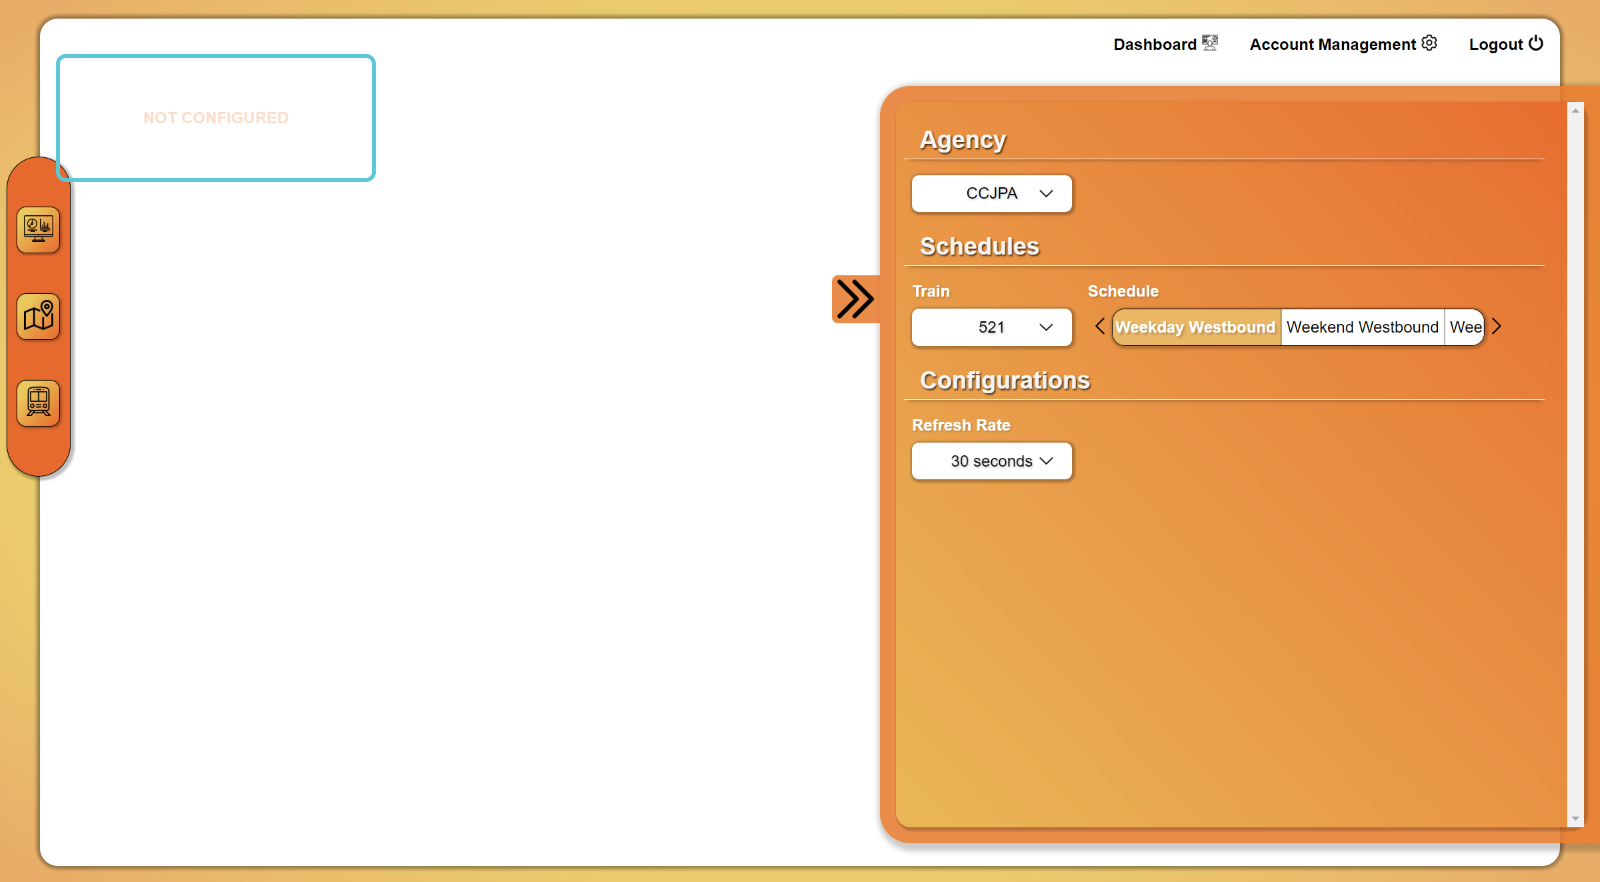 Dashboard
Account Management
Logout
NOT CONFIGURED
Agency
CCJPA
Schedules
Train
Schedule
521
Weekday Westbound
Weekend Westbound
Wee
Configurations
Refresh Rate
30 seconds